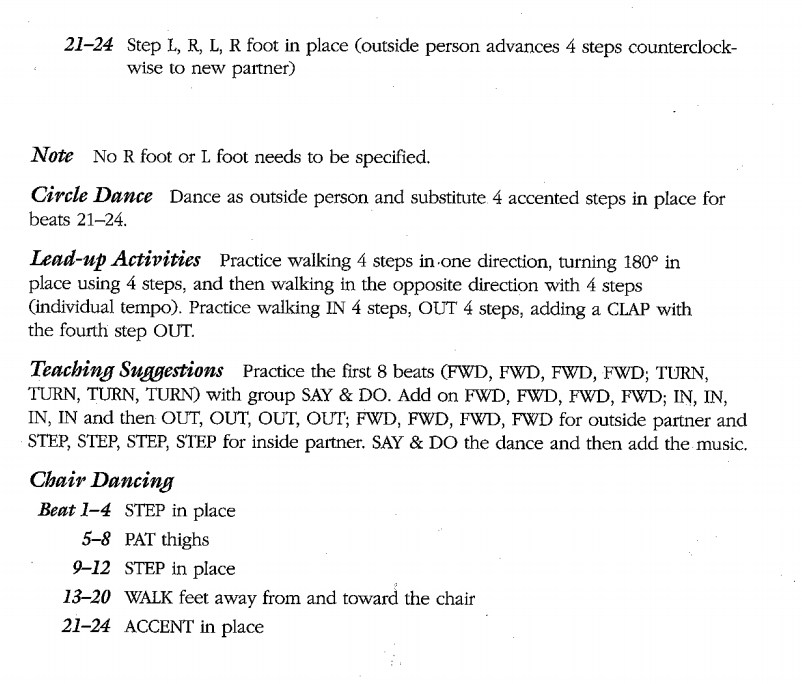 21–24 Step L, R, L, R foot in place (outside person advances 4 steps counterclock-
wise to new partner)
Note No R foot or L foot needs to be specified.
Circle Dance Dance as outside person and substitute 4 accented steps in place for
beats 21–24.
Lead-up Activities Practice walking 4 steps in one direction, turning 180° in
place using 4 steps, and then walking in the opposite direction with 4 steps
(individual tempo). Practice walking IN 4 steps, OUT 4 steps, adding a CLAP with
the fourth step OUT.
Teaching Suggestions Practice the first 8 beats (FWD, FWD, FWD, FWD; TURN,
TURN, TURN, TURN) with group SAY & DO. Add on FWD, FWD, FWD, FWD; IN, IN,
IN, IN and then OUT, OUT, OUT, OUT; FWD, FWD, FWD, FWD for outside partner and
STEP, STEP, STEP, STEP for inside partner. SAY & DO the dance and then add the music.
Chair Dancing
Beat 1–4 STEP in place
5–8 PAT thighs
9–12 STEP in place
13–20 WALK feet away from and toward the chair
21–24 ACCENT in place